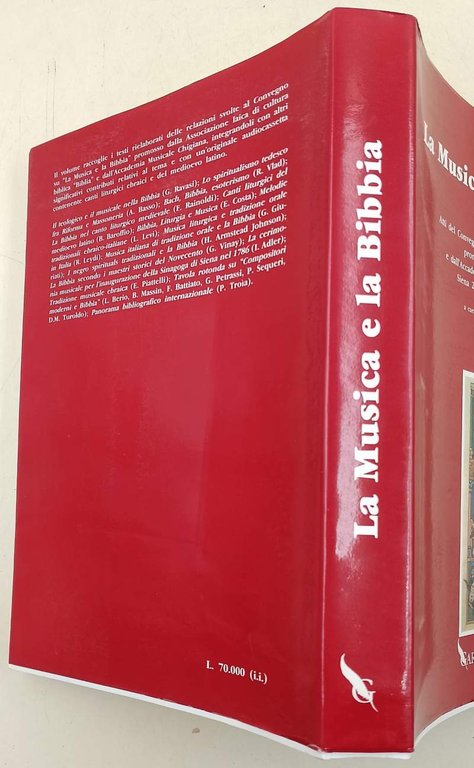 Il volume raccoglie i testi rielaborati delle relazioni svolte al Convegno
su "La Musica e la Bibbia" promosso dalla Associazione laica di cultura
biblica "Biblia" e dall'Accademia Musicale Chigiana, integrandoli con altri
significativi contributi relativi al tema e con un'originale audiocassetta
contenente canti liturgici ebraici e del medioevo latino.
Il teologico e il musicale nella Bibbia (G. Ravasi); Lo spiritualismo tedesco
fra Riforma e Massoneria (A. Basso); Bach, Bibbia, esoterismo (R. Vlad);
La Bibbia nel canto liturgico medievale (F. Rainoldi); Canti liturgici del
medioevo latino (B. Baroffio); Bibbia, Liturgia e Musica (E. Costa); Melodie
tradizionali ebraico-italiane (L. Levi); Musica liturgica e tradizione orale
in Italia (R. Leydi); Musica italiana di tradizione orale e la Bibbia (G. Giu-
riati); I negro spirituals tradizionali e la Bibbia (H. Armstead Johnson);
La Bibbia secondo i maestri storici del Novecento (G. Vinay); La cerimo-
nia musicale per l'inaugurazione della Sinagoga di Siena nel 1786 (I. Adler);
Tradizione musicale ebraica (E. Piattelli); Tavola rotonda su "Compositori
moderni e Bibbia" (L. Berio, B. Massin, F. Battiato, G. Petrassi, P. Sequeri,
D.M. Turoldo); Panorama bibliografico internazionale (P. Troia).
L. 70.000 (i.i.)
La Musica e la Bibbia
G
La Music
Atti del Conve
pro
e dall'Acca
Siena 2
a cur
GAR